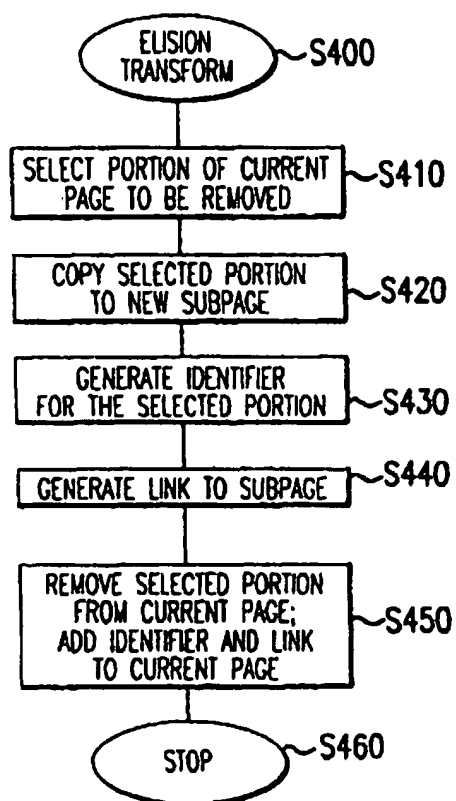 ELISION
TRANSFORM
S400
SELECT PORTION OF CURRENT
PAGE TO BE REMOVED
S410
COPY SELECTED PORTION
TO NEW SUBPAGE
S420
GENERATE IDENTIFIER
FOR THE SELECTED PORTION
S430
GENERATE LINK TO SUBPAGE
S440
REMOVE SELECTED PORTION
FROM CURRENT PAGE;
ADD IDENTIFIER AND LINK
TO CURRENT PAGE
S450
STOP
S460